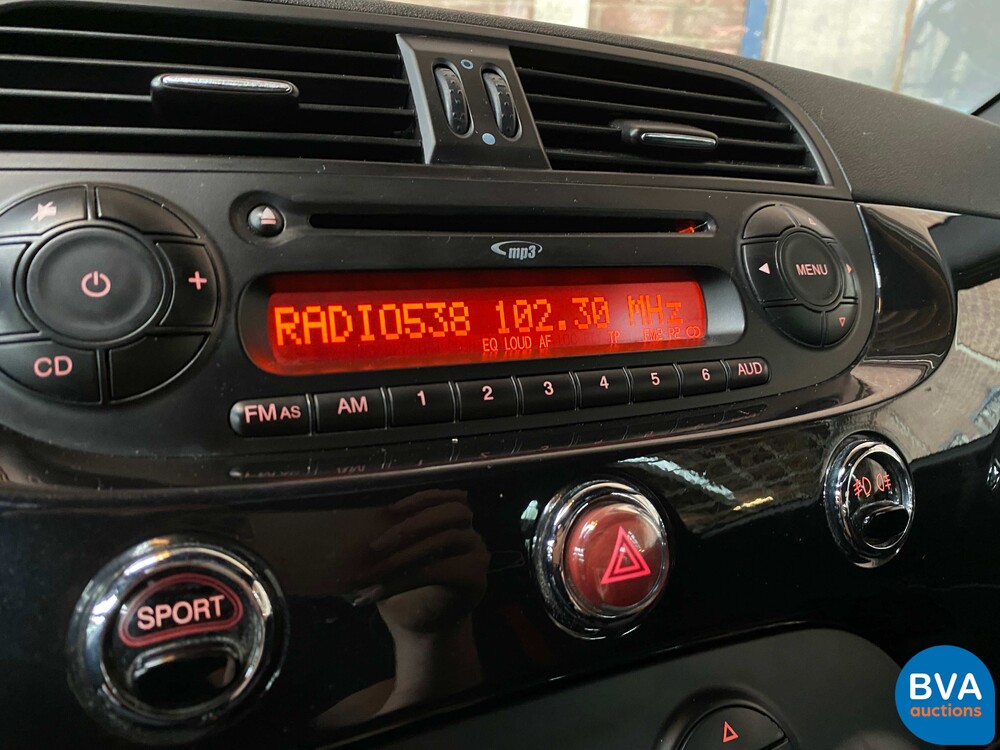 mp3
MENU
RADIO538 102.30 MHz
EQ LOUD AF TP
CD
FM AS AM 1 2 3 4 5 6 AUD
SPORT
BVA
auctions